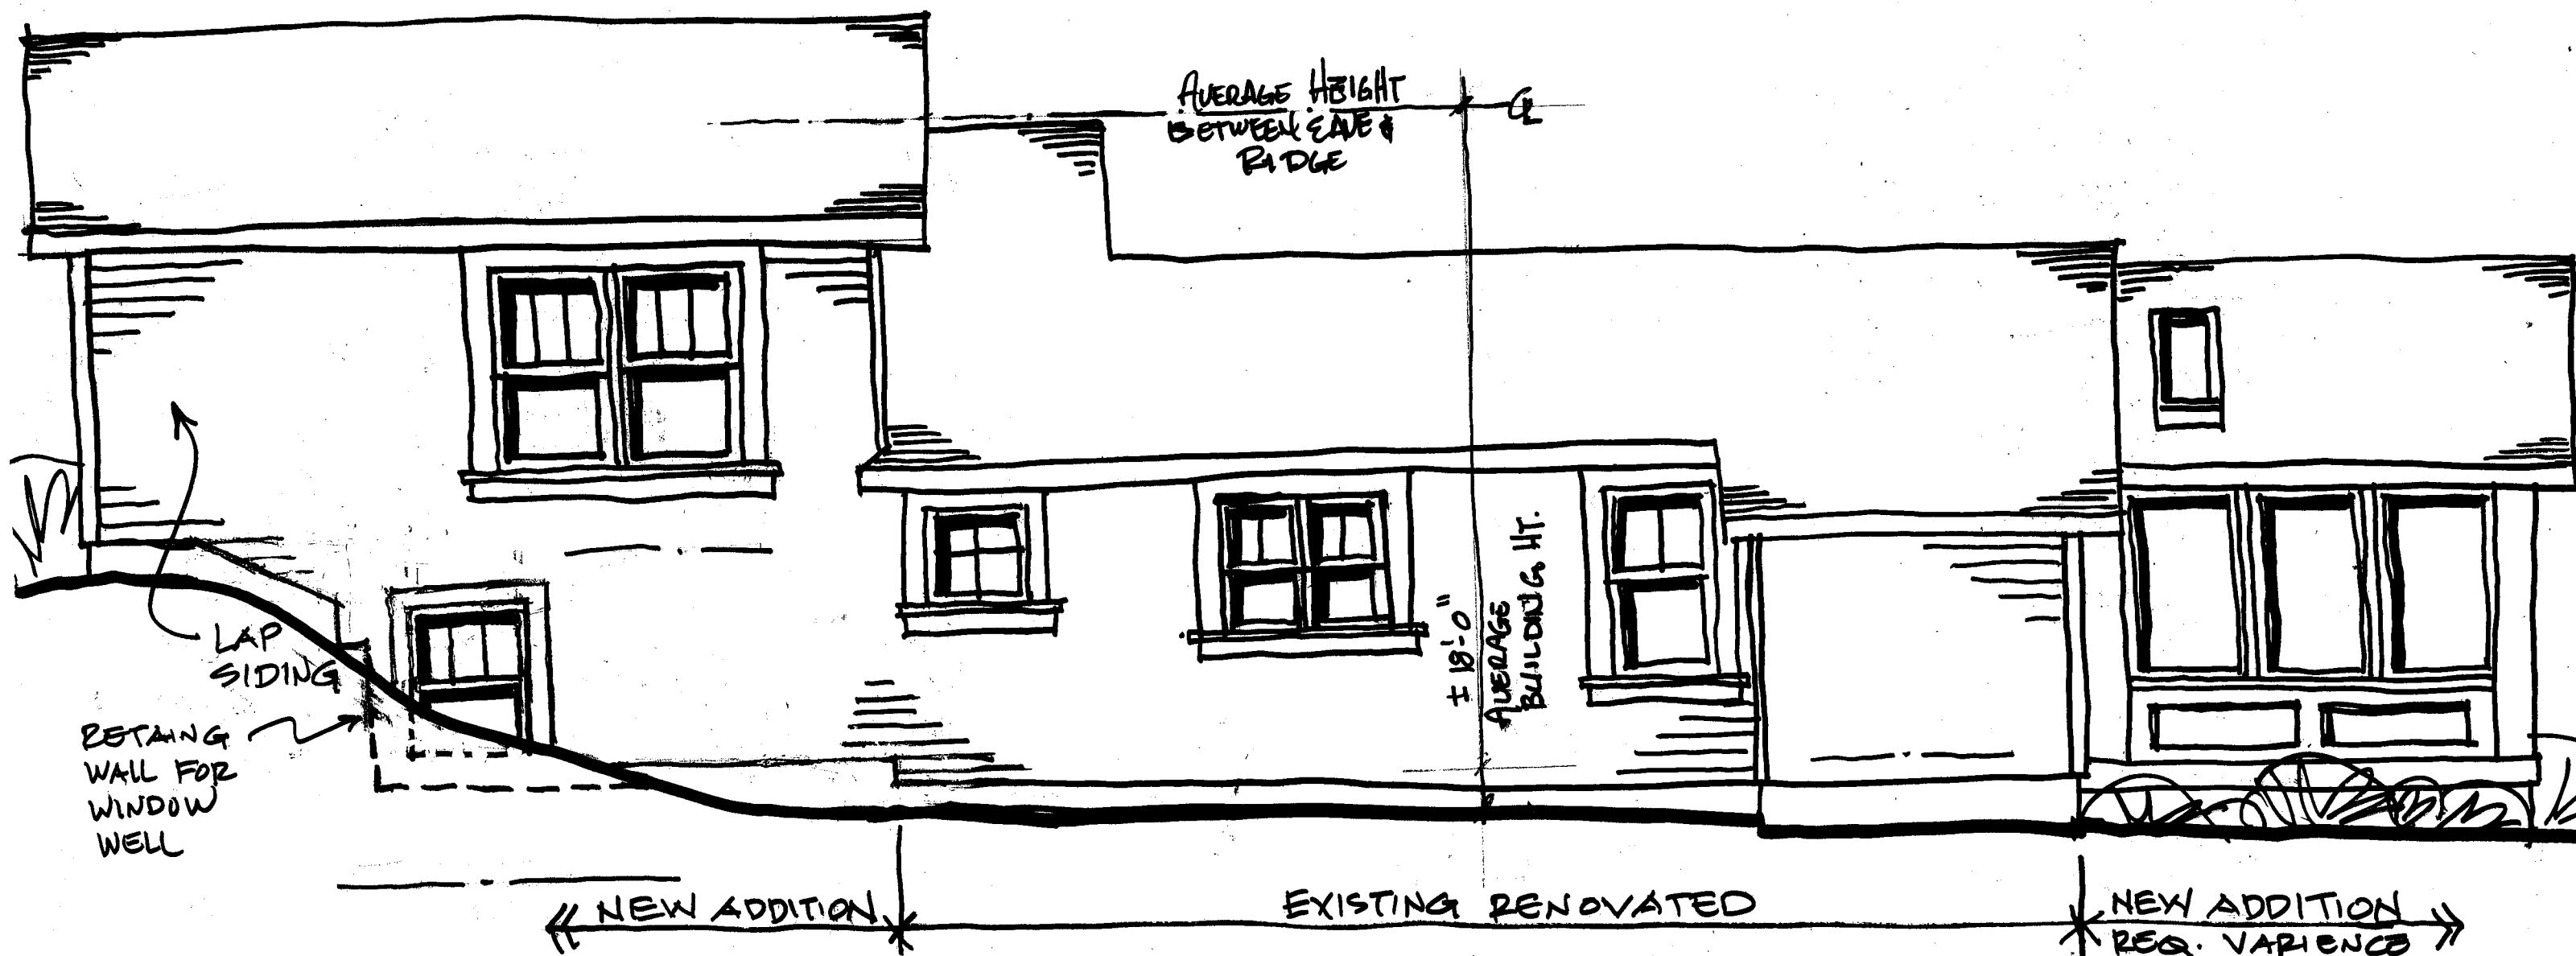 AVERAGE HEIGHT
BETWEEN EAVE &
RIDGE
CL
LAP
SIDING
RETAING
WALL FOR
WINDOW
WELL
± 18'-0"
AVERAGE
BUILDING HT.
NEW ADDITION
EXISTING RENOVATED
NEW ADDITION
REQ. VARIENCE